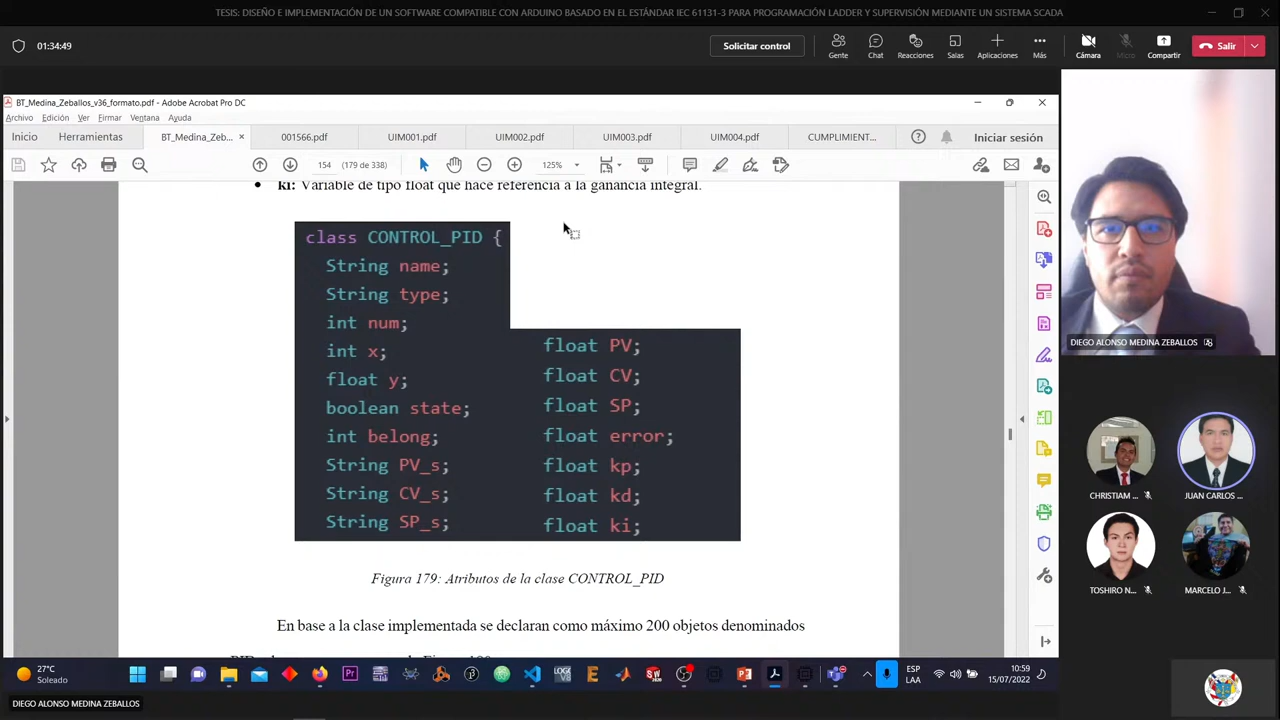 TESIS: DISEÑO E IMPLEMENTACIÓN DE UN SOFTWARE COMPATIBLE CON ARDUINO BASADO EN EL ESTÁNDAR IEC 61131-3 PARA PROGRAMACIÓN LADDER Y SUPERVISIÓN MEDIANTE UN SISTEMA SCADA
01:34:49
Solicitar control
Gente
Chat
Reacciones
Salas
Aplicaciones
Más
Cámara
Micro
Compartir
Salir
BT_Medina_Zeballos_v36_formato.pdf - Adobe Acrobat Pro DC
Archivo Edición Ver Firmar Ventana Ayuda
Inicio Herramientas BT_Medina_Zeb... 001566.pdf UIM001.pdf UIM002.pdf UIM003.pdf UIM004.pdf CUMPLIMIENT... Iniciar sesión
154 (179 de 338) 125%
• ki: Variable de tipo float que hace referencia a la ganancia integral.
class CONTROL_PID {
String name;
String type;
int num;
int x;
float y;
boolean state;
int belong;
String PV_s;
String CV_s;
String SP_s;
float PV;
float CV;
float SP;
float error;
float kp;
float kd;
float ki;
Figura 179: Atributos de la clase CONTROL_PID
En base a la clase implementada se declaran como máximo 200 objetos denominados
DIEGO ALONSO MEDINA ZEBALLOS
CHRISTIAM ...
JUAN CARLOS ...
TOSHIRO N...
MARCELO J...
27°C
Soleado
ESP
LAA
10:59
15/07/2022
DIEGO ALONSO MEDINA ZEBALLOS